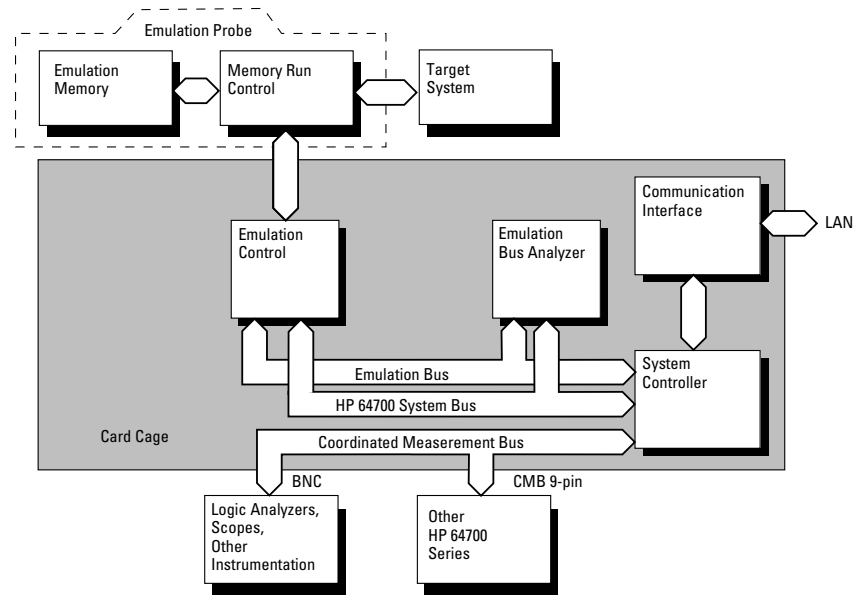 Emulation Probe
Emulation
Memory
Memory Run
Control
Target
System
Communication
Interface
LAN
Emulation
Control
Emulation
Bus Analyzer
Emulation Bus
System
Controller
HP 64700 System Bus
Card Cage
Coordinated Measerement Bus
BNC
CMB 9-pin
Logic Analyzers,
Scopes,
Other
Instrumentation
Other
HP 64700
Series